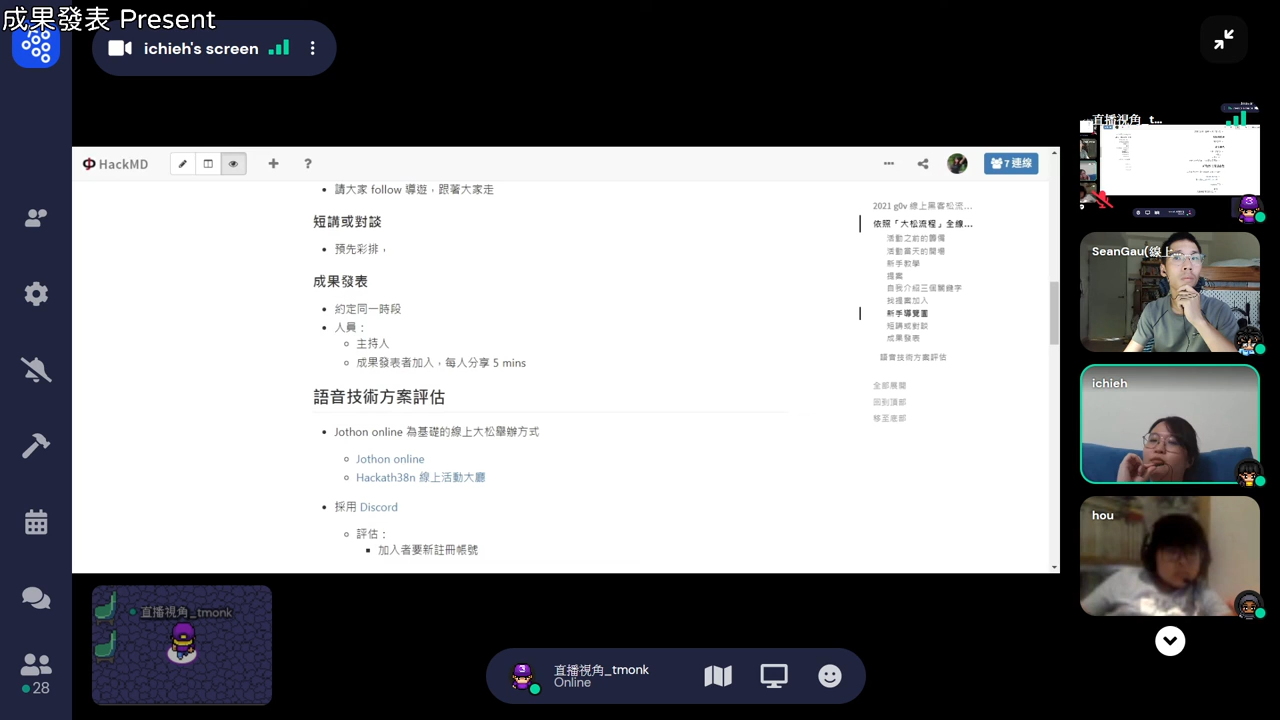 成果發表 Present
ichieh's screen
HackMD
7 連線
請大家 follow 導遊，跟著大家走
短講或對談
預先彩排，
成果發表
約定同一時段
人員：
主持人
成果發表者加入，每人分享 5 mins
語音技術方案評估
Jothon online 為基礎的線上大松舉辦方式
Jothon online
Hackath38n 線上活動大廳
採用 Discord
評估：
加入者要新註冊帳號
2021 g0v 線上黑客松流...
依照「大松流程」全線...
活動之前的籌備
活動當天的開場
新手教學
提案
自我介紹三個關鍵字
找提案加入
新手導覽團
短講或對談
成果發表
語音技術方案評估
全部展開
回到頂部
移至底部
直播視角_t...
SeanGau(線上...
ichieh
hou
直播視角_tmonk
28
3
直播視角_tmonk
Online